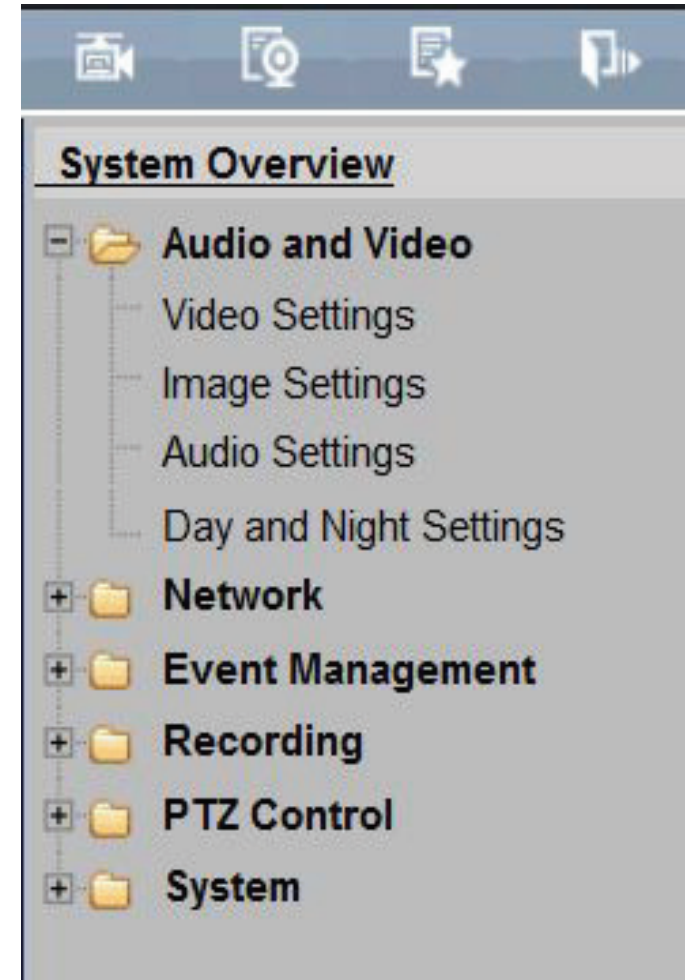 System Overview
Audio and Video
Video Settings
Image Settings
Audio Settings
Day and Night Settings
Network
Event Management
Recording
PTZ Control
System